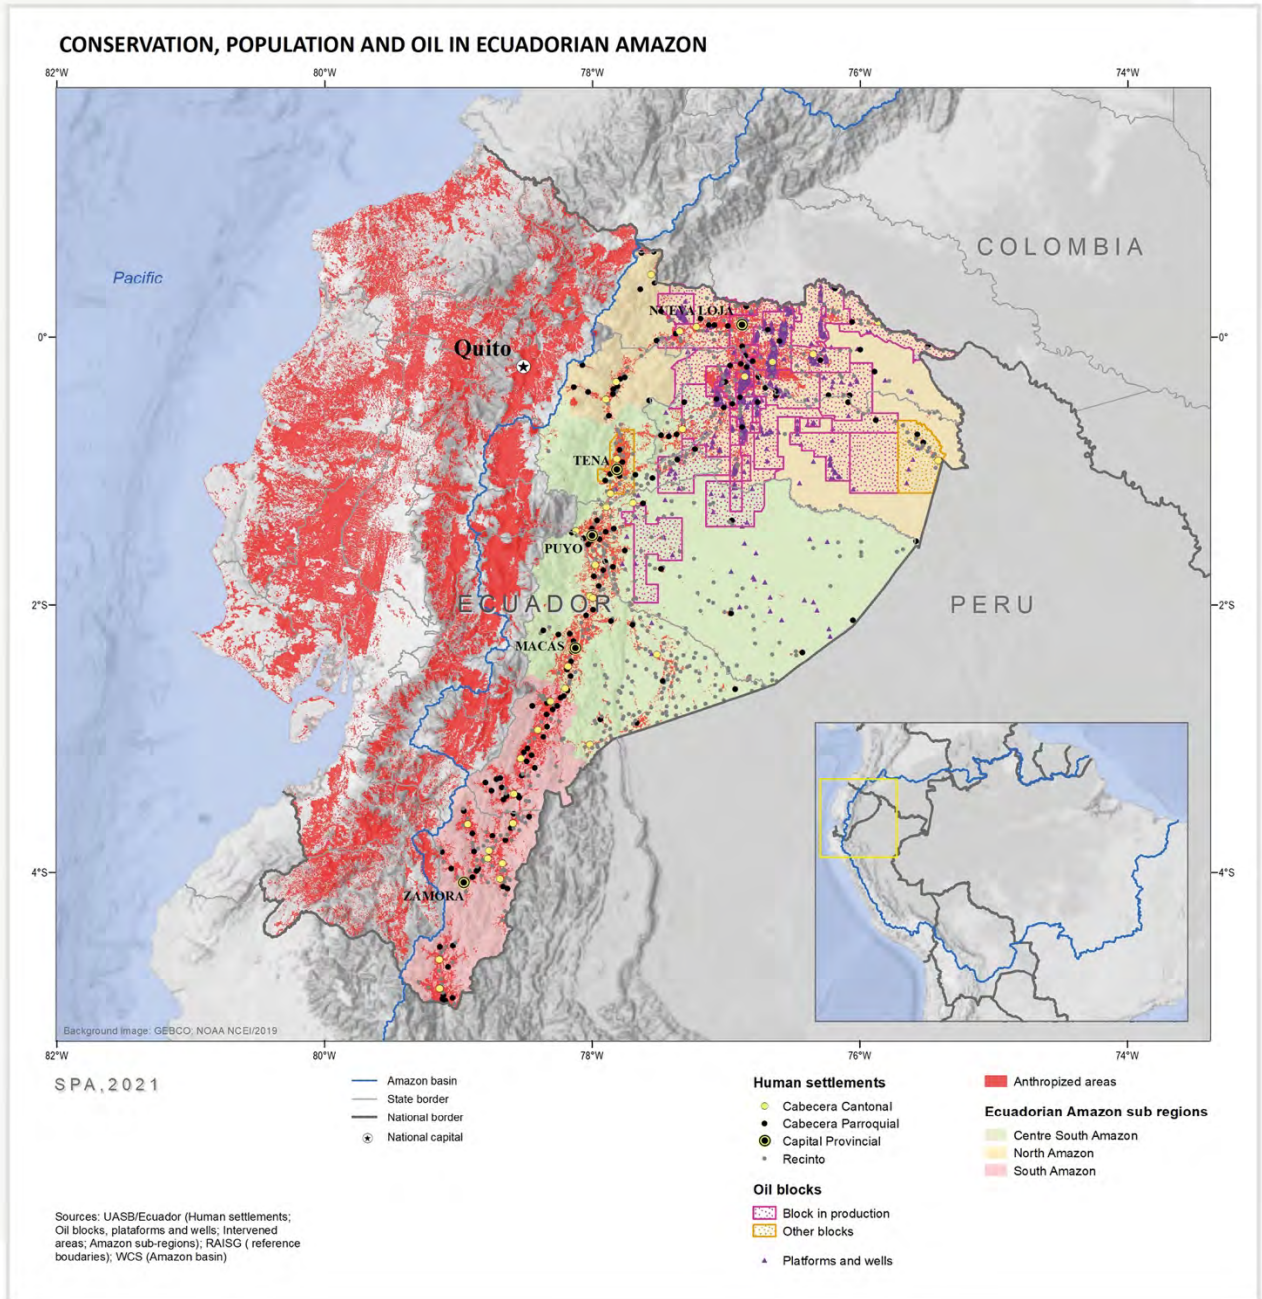 CONSERVATION, POPULATION AND OIL IN ECUADORIAN AMAZON
82°W
80°W
78°W
76°W
74°W
COLOMBIA
Pacific
NUEVA LOJA
0°
0°
Quito
TENA
PUYO
2°S
ECUADOR
PERU
2°S
MACAS
4°S
4°S
ZAMORA
Background image: GEBCO; NOAA NCEI/2019
82°W
80°W
78°W
76°W
74°W
SPA,2021
Amazon basin
State border
National border
National capital
Human settlements
Cabecera Cantonal
Cabecera Parroquial
Capital Provincial
Recinto
Oil blocks
Block in production
Other blocks
Platforms and wells
Anthropized areas
Ecuadorian Amazon sub regions
Centre South Amazon
North Amazon
South Amazon
Sources: UASB/Ecuador (Human settlements;
Oil blocks, plataforms and wells; Intervened
areas; Amazon sub-regions); RAISG ( reference
boudaries); WCS (Amazon basin)